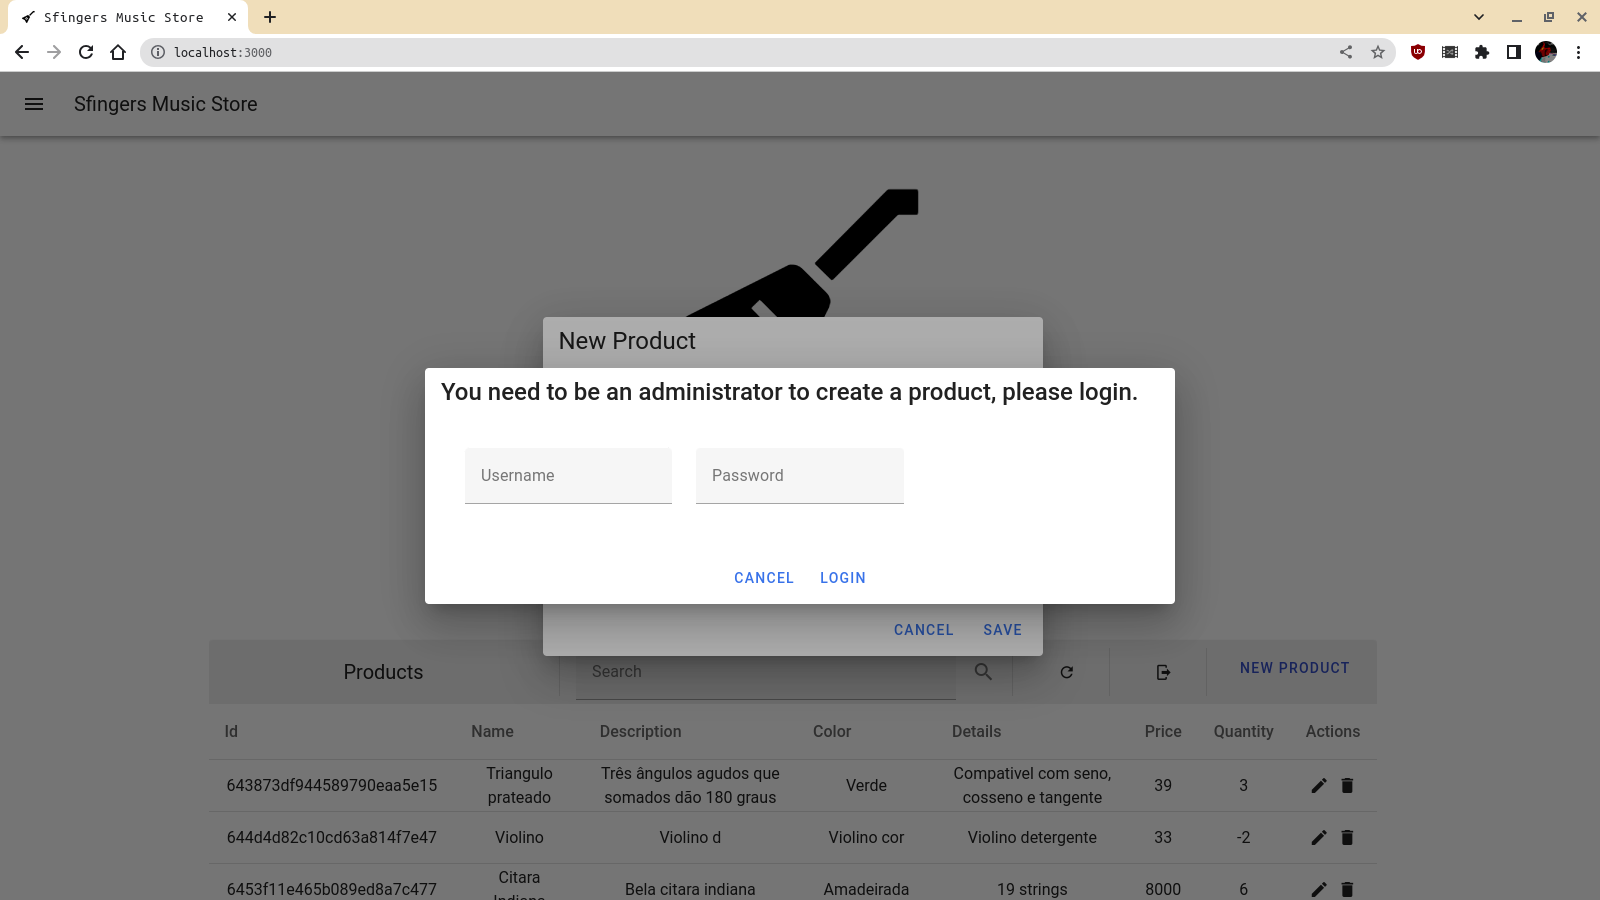 Sfingers Music Store
localhost:3000
Sfingers Music Store
New Product
You need to be an administrator to create a product, please login.
Username
Password
CANCEL
LOGIN
CANCEL
SAVE
Products
Search
NEW PRODUCT
Id
Name
Description
Color
Details
Price
Quantity
Actions
643873df944589790eaa5e15
Triangulo
prateado
Três ângulos agudos que
somados dão 180 graus
Verde
Compativel com seno,
cosseno e tangente
39
3
644d4d82c10cd63a814f7e47
Violino
Violino d
Violino cor
Violino detergente
33
-2
6453f11e465b089ed8a7c477
Citara
Indiana
Bela citara indiana
Amadeirada
19 strings
8000
6